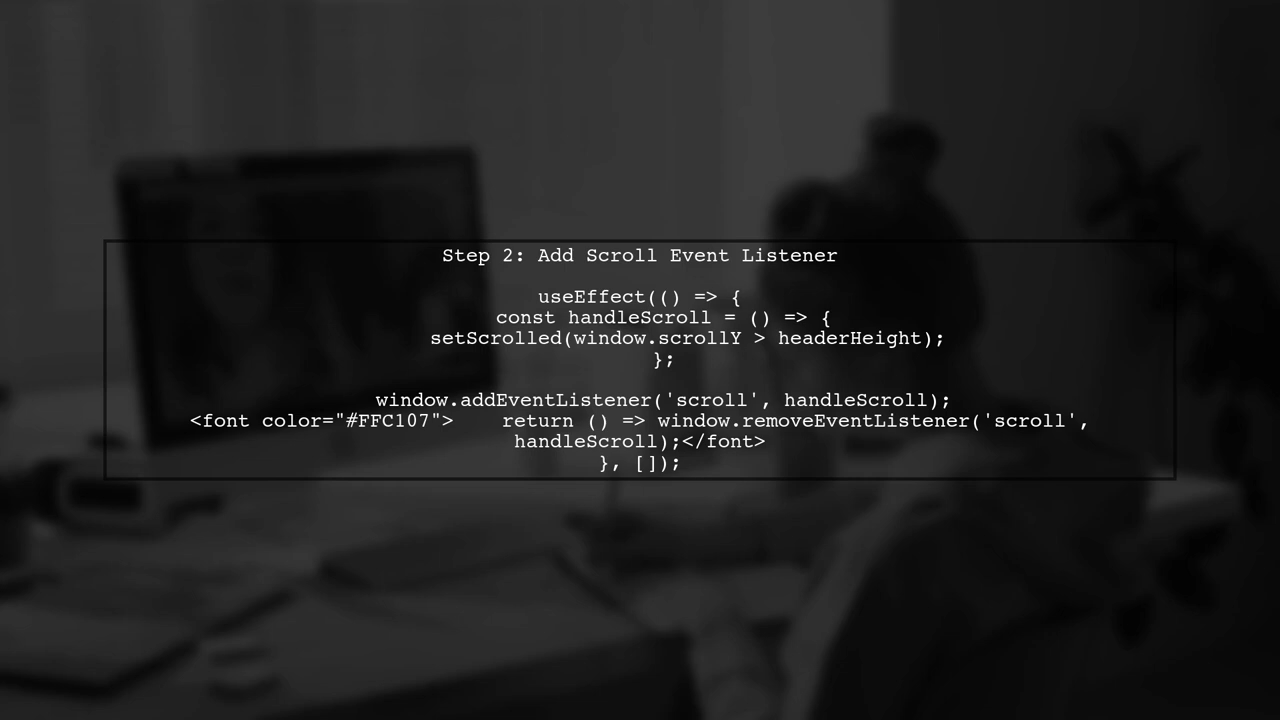 Step 2: Add Scroll Event Listener
useEffect(() => {
const handleScroll = () => {
setScrolled(window.scrollY > headerHeight);
};
window.addEventListener('scroll', handleScroll);
<font color="#FFC107">    return () => window.removeEventListener('scroll',
handleScroll);</font>
}, []);